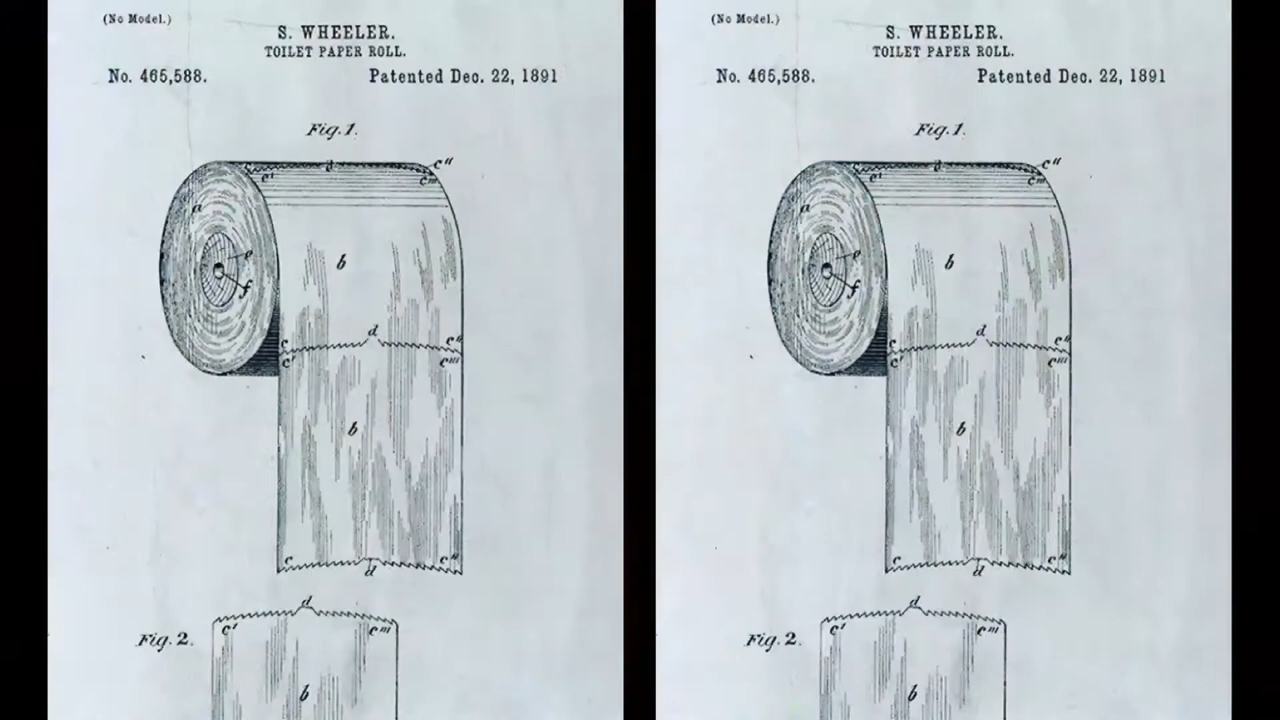 (No Model.)
S. WHEELER.
TOILET PAPER ROLL.
No. 465,588.
Patented Dec. 22, 1891
Fig. 1.
c
d
c"
c'
c'''
a
b
e
f
d
c
c"
c'
c'''
b
c
c"
d
d
Fig. 2.
c'
c'''
b
(No Model.)
S. WHEELER.
TOILET PAPER ROLL.
No. 465,588.
Patented Dec. 22, 1891
Fig. 1.
d
c"
c'
c'''
a
b
e
f
d
c
c"
c'
c'''
b
c
c"
d
d
Fig. 2.
c'
c'''
b